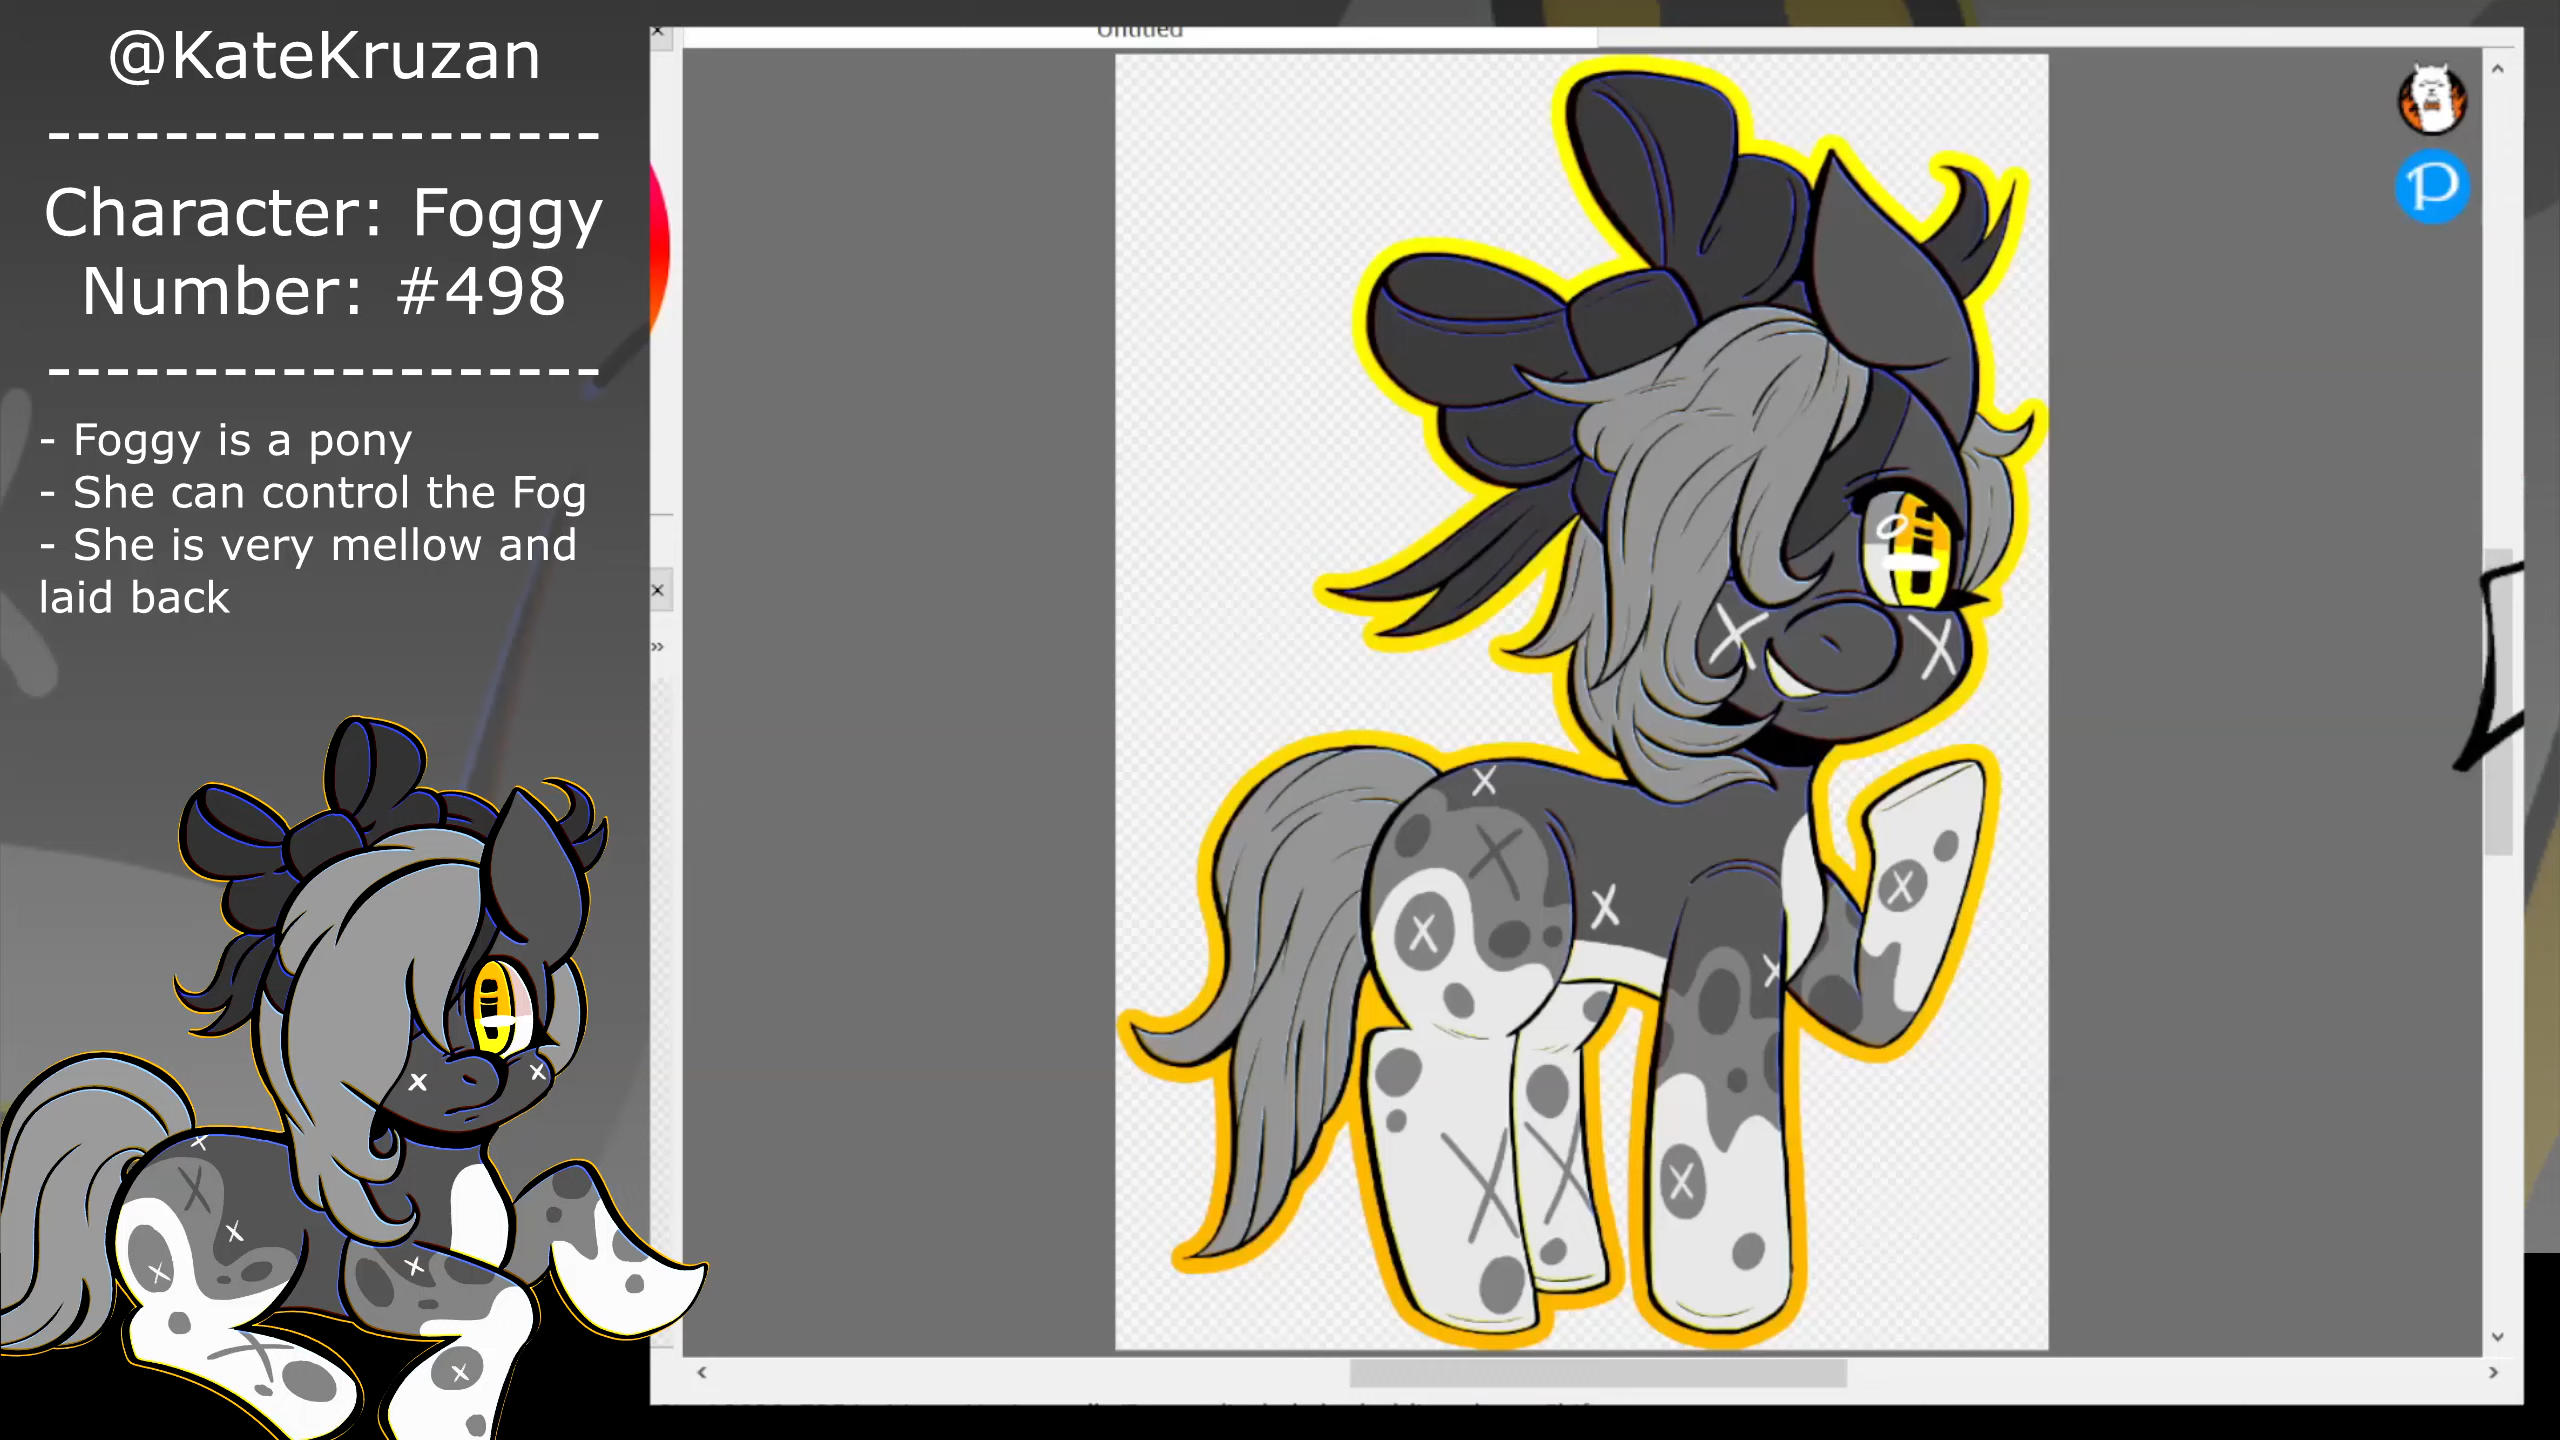 @KateKruzan
-------------------
Character: Foggy
Number: #498
-------------------
- Foggy is a pony
- She can control the Fog
- She is very mellow and
laid back
Untitled